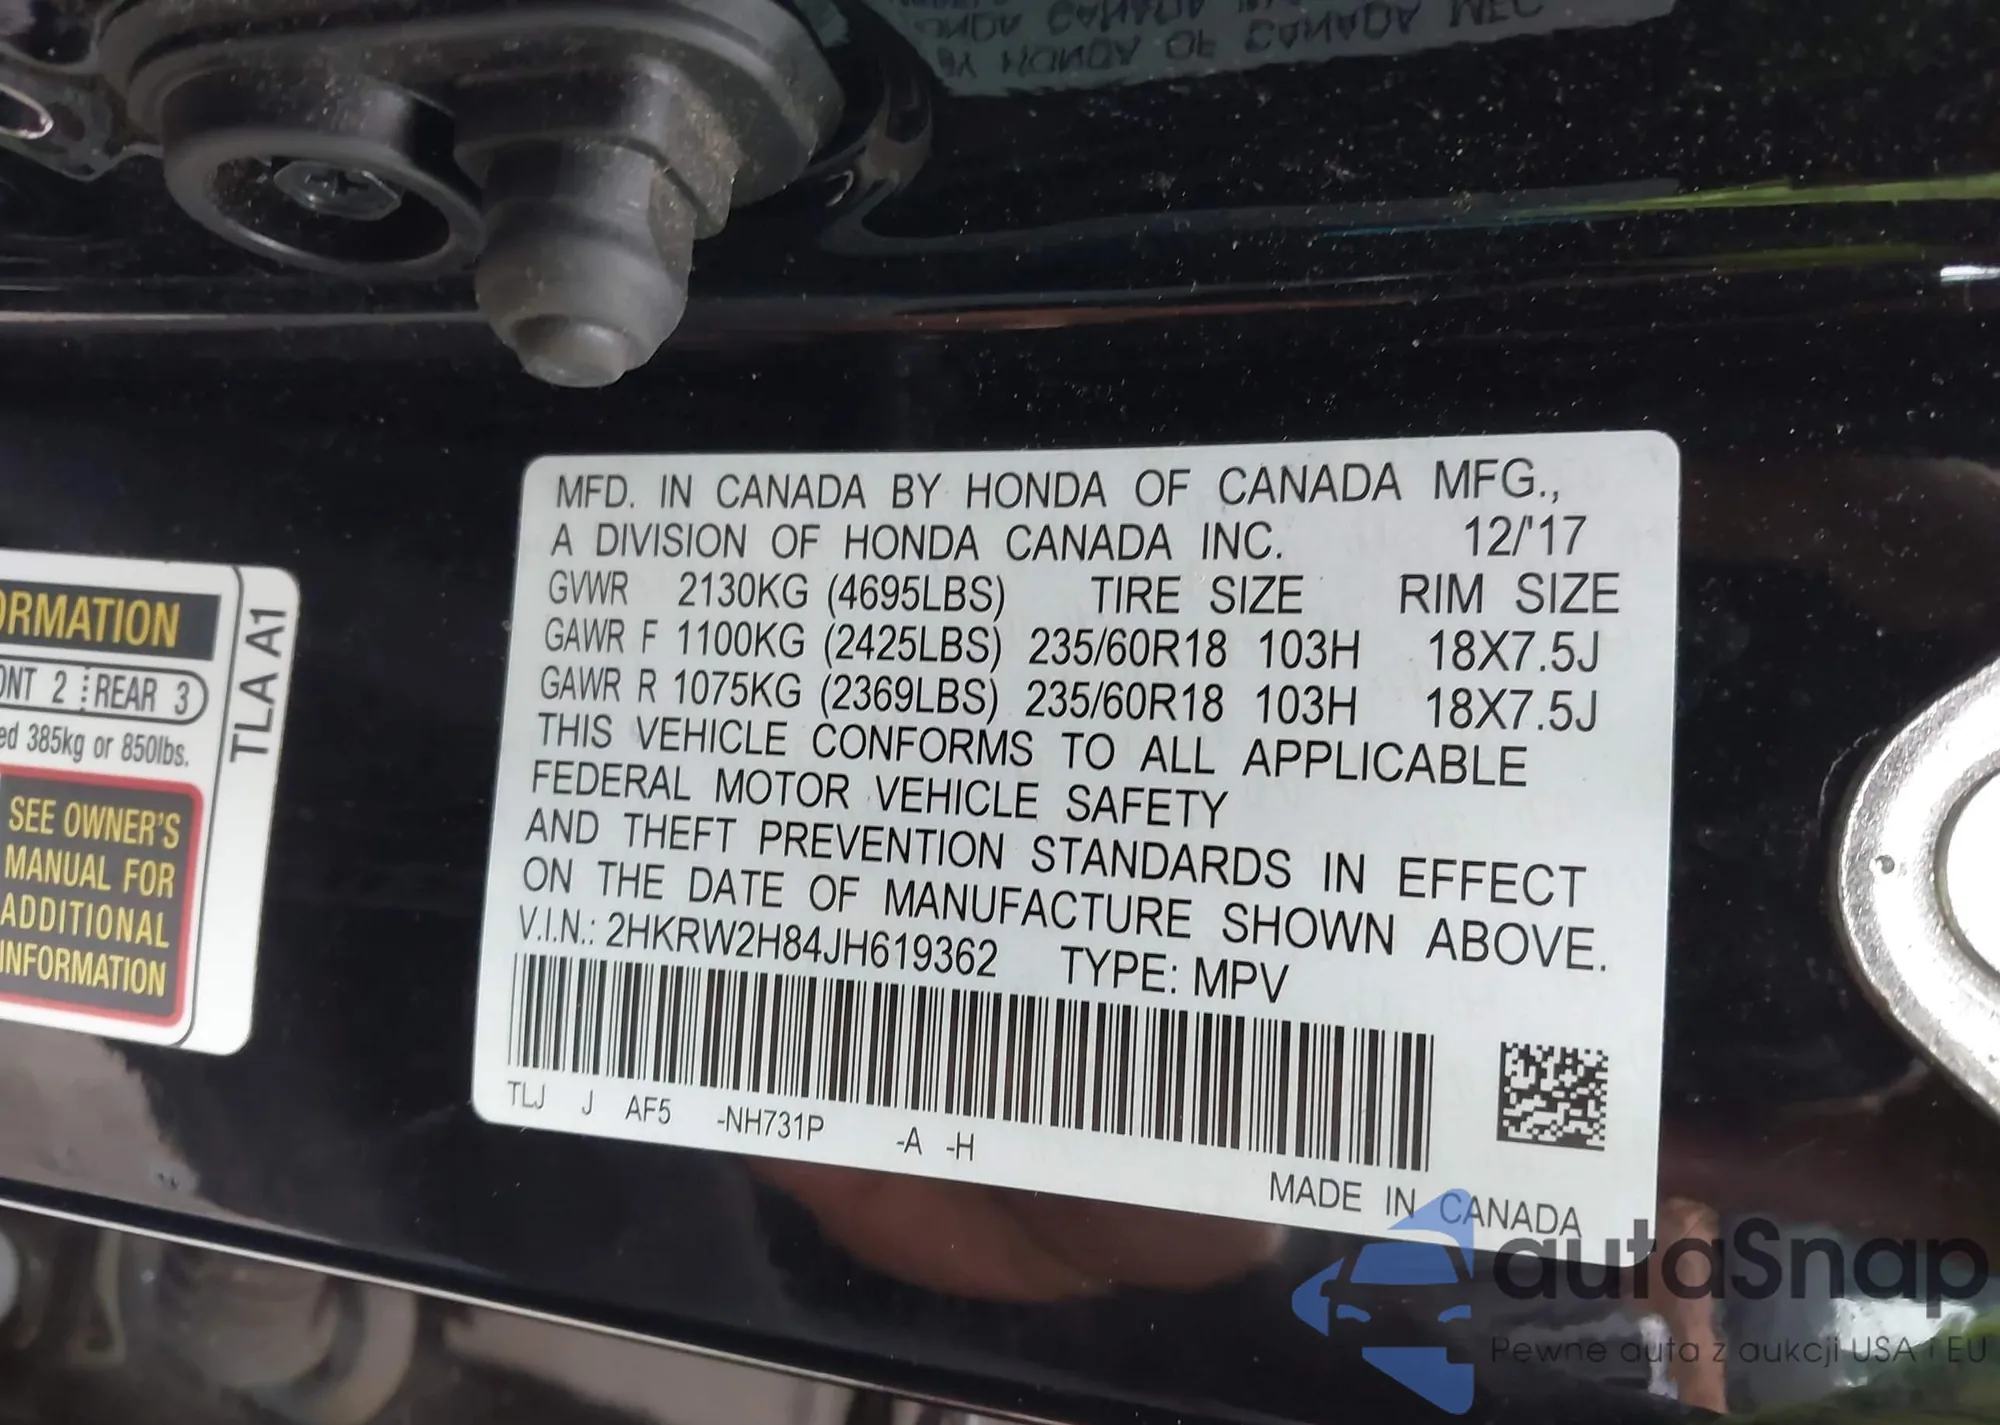 MFD. IN CANADA BY HONDA OF CANADA MFG.,
A DIVISION OF HONDA CANADA INC. 12/'17
GVWR 2130KG (4695LBS) TIRE SIZE RIM SIZE
GAWR F 1100KG (2425LBS) 235/60R18 103H 18X7.5J
GAWR R 1075KG (2369LBS) 235/60R18 103H 18X7.5J
THIS VEHICLE CONFORMS TO ALL APPLICABLE
FEDERAL MOTOR VEHICLE SAFETY
AND THEFT PREVENTION STANDARDS IN EFFECT
ON THE DATE OF MANUFACTURE SHOWN ABOVE.
V.I.N.: 2HKRW2H84JH619362 TYPE: MPV
TLJ J AF5 -NH731P -A -H
MADE IN CANADA
ORMATION
ONT 2 REAR 3
ed 385kg or 850lbs.
SEE OWNER'S
MANUAL FOR
ADDITIONAL
INFORMATION
TLA A1
autaSnap
Pewne auta z aukcji USA i EU